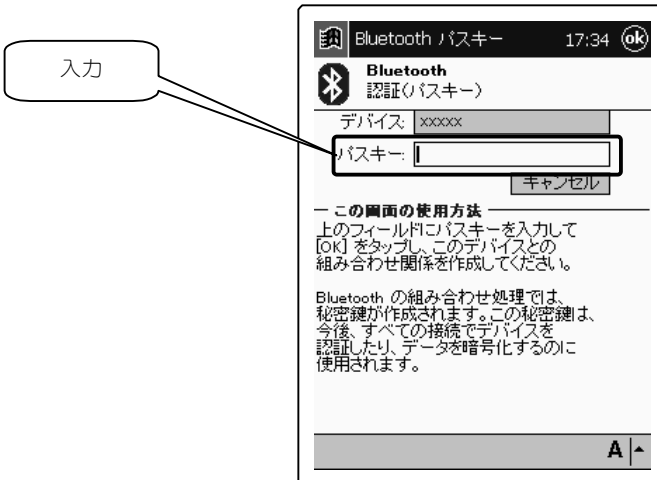 入力
Bluetooth パスキー 17:34 ok
Bluetooth
認証(パスキー)
デバイス: xxxxx
パスキー:
キャンセル
この画面の使用方法
上のフィールドにパスキーを入力して
[OK] をタップし、このデバイスとの
組み合わせ関係を作成してください。
Bluetooth の組み合わせ処理では、
秘密鍵が作成されます。この秘密鍵は、
今後、すべての接続でデバイスを
認証したり、データを暗号化するのに
使用されます。
A